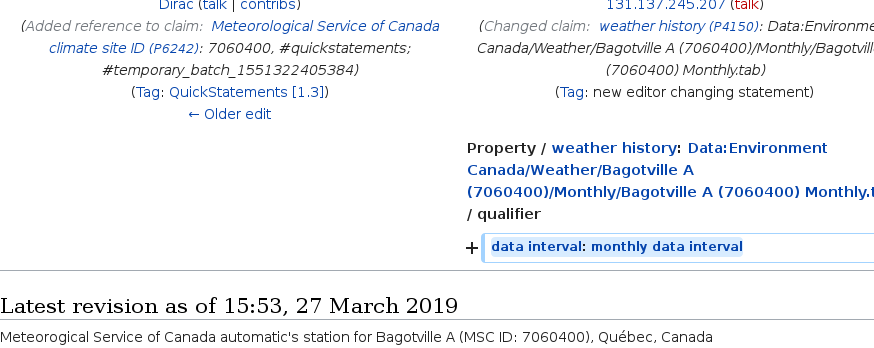 Dirac (talk | contribs)
(Added reference to claim: Meteorological Service of Canada
climate site ID (P6242): 7060400, #quickstatements;
#temporary_batch_1551322405384)
(Tag: QuickStatements [1.3])
← Older edit
131.137.245.207 (talk)
(Changed claim: weather history (P4150): Data:Environme
Canada/Weather/Bagotville A (7060400)/Monthly/Bagotville
(7060400) Monthly.tab)
(Tag: new editor changing statement)
Property / weather history: Data:Environment
Canada/Weather/Bagotville A
(7060400)/Monthly/Bagotville A (7060400) Monthly.t
/ qualifier
+ data interval: monthly data interval
Latest revision as of 15:53, 27 March 2019
Meteorogical Service of Canada automatic's station for Bagotville A (MSC ID: 7060400), Québec, Canada